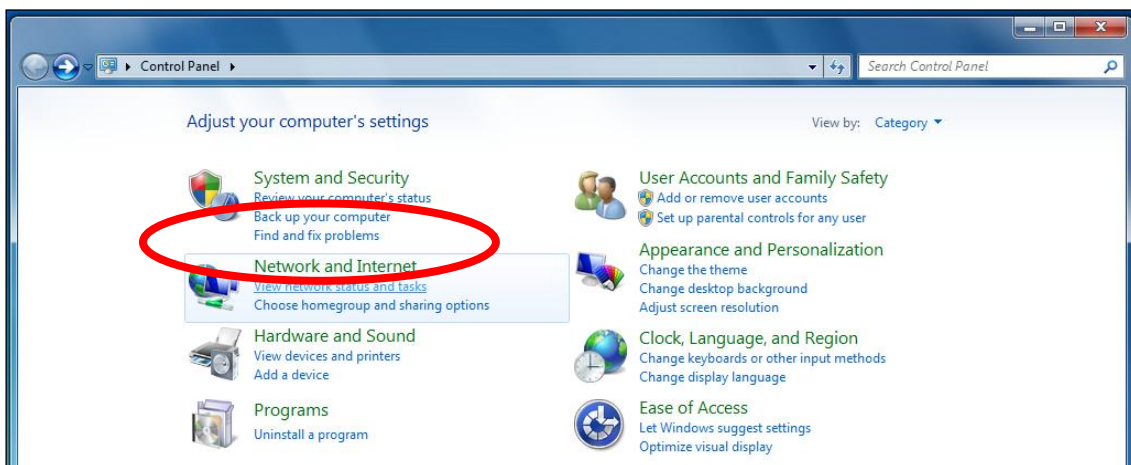 Control Panel
Search Control Panel
Adjust your computer's settings
View by: Category
System and Security
Review your computer's status
Back up your computer
Find and fix problems
Network and Internet
View network status and tasks
Choose homegroup and sharing options
Hardware and Sound
View devices and printers
Add a device
Programs
Uninstall a program
User Accounts and Family Safety
Add or remove user accounts
Set up parental controls for any user
Appearance and Personalization
Change the theme
Change desktop background
Adjust screen resolution
Clock, Language, and Region
Change keyboards or other input methods
Change display language
Ease of Access
Let Windows suggest settings
Optimize visual display